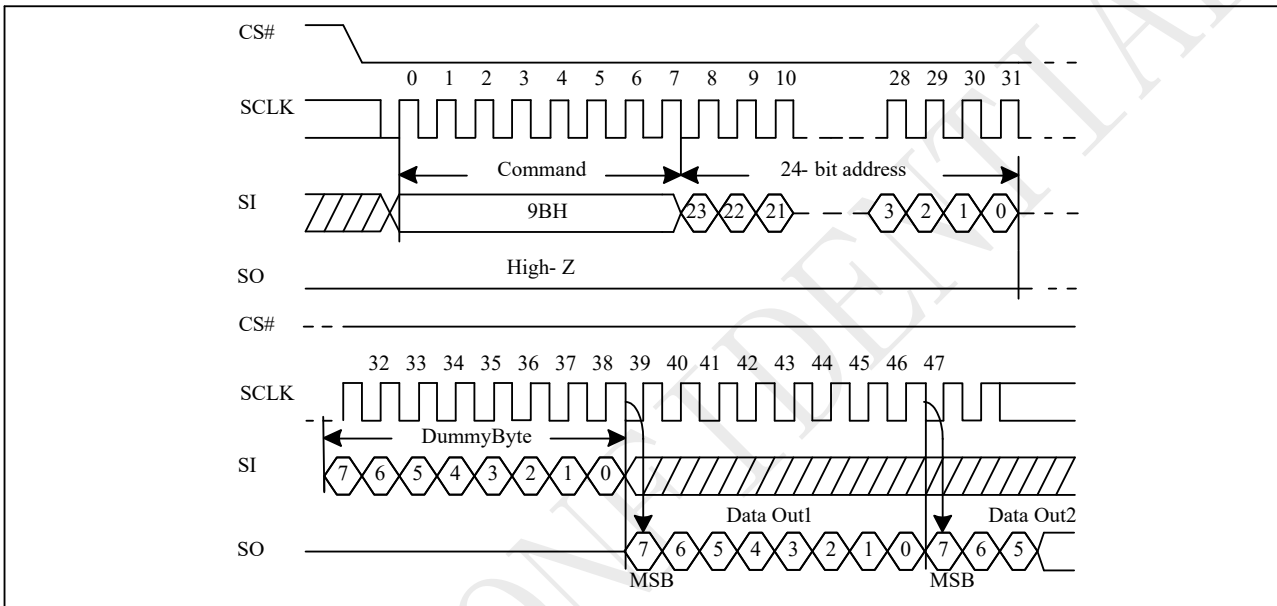 CS#
0 1 2 3 4 5 6 7 8 9 10 28 29 30 31
SCLK
Command 24- bit address
SI 9BH 23 22 21 3 2 1 0
SO High- Z
CS#
32 33 34 35 36 37 38 39 40 41 42 43 44 45 46 47
SCLK
DummyByte
SI 7 6 5 4 3 2 1 0
Data Out1 Data Out2
SO 7 6 5 4 3 2 1 0 7 6 5
MSB MSB